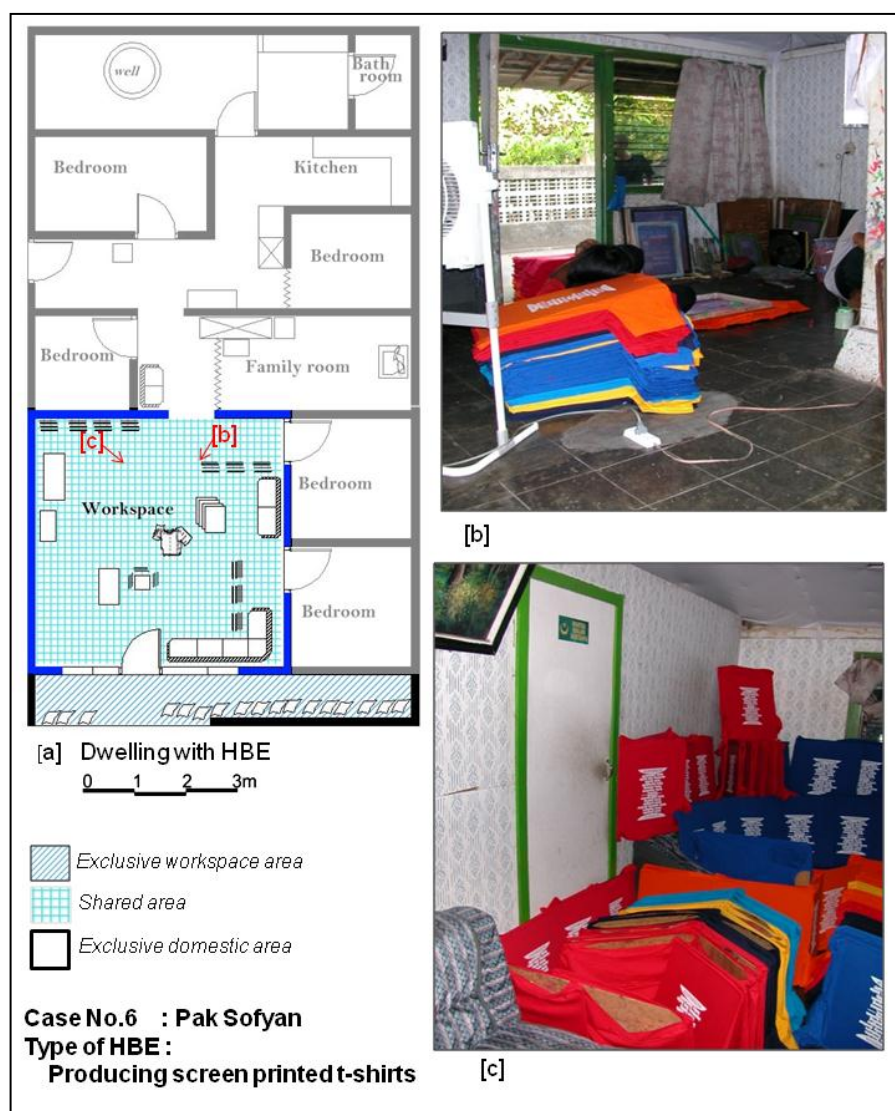 well
Bath
room
Bedroom
Kitchen
Bedroom
Bedroom
Family room
[c]
[b]
Bedroom
Workspace
Bedroom
[a] Dwelling with HBE
0 1 2 3m
Exclusive workspace area
Shared area
Exclusive domestic area
Case No.6 : Pak Sofyan
Type of HBE :
Producing screen printed t-shirts
[b]
[c]